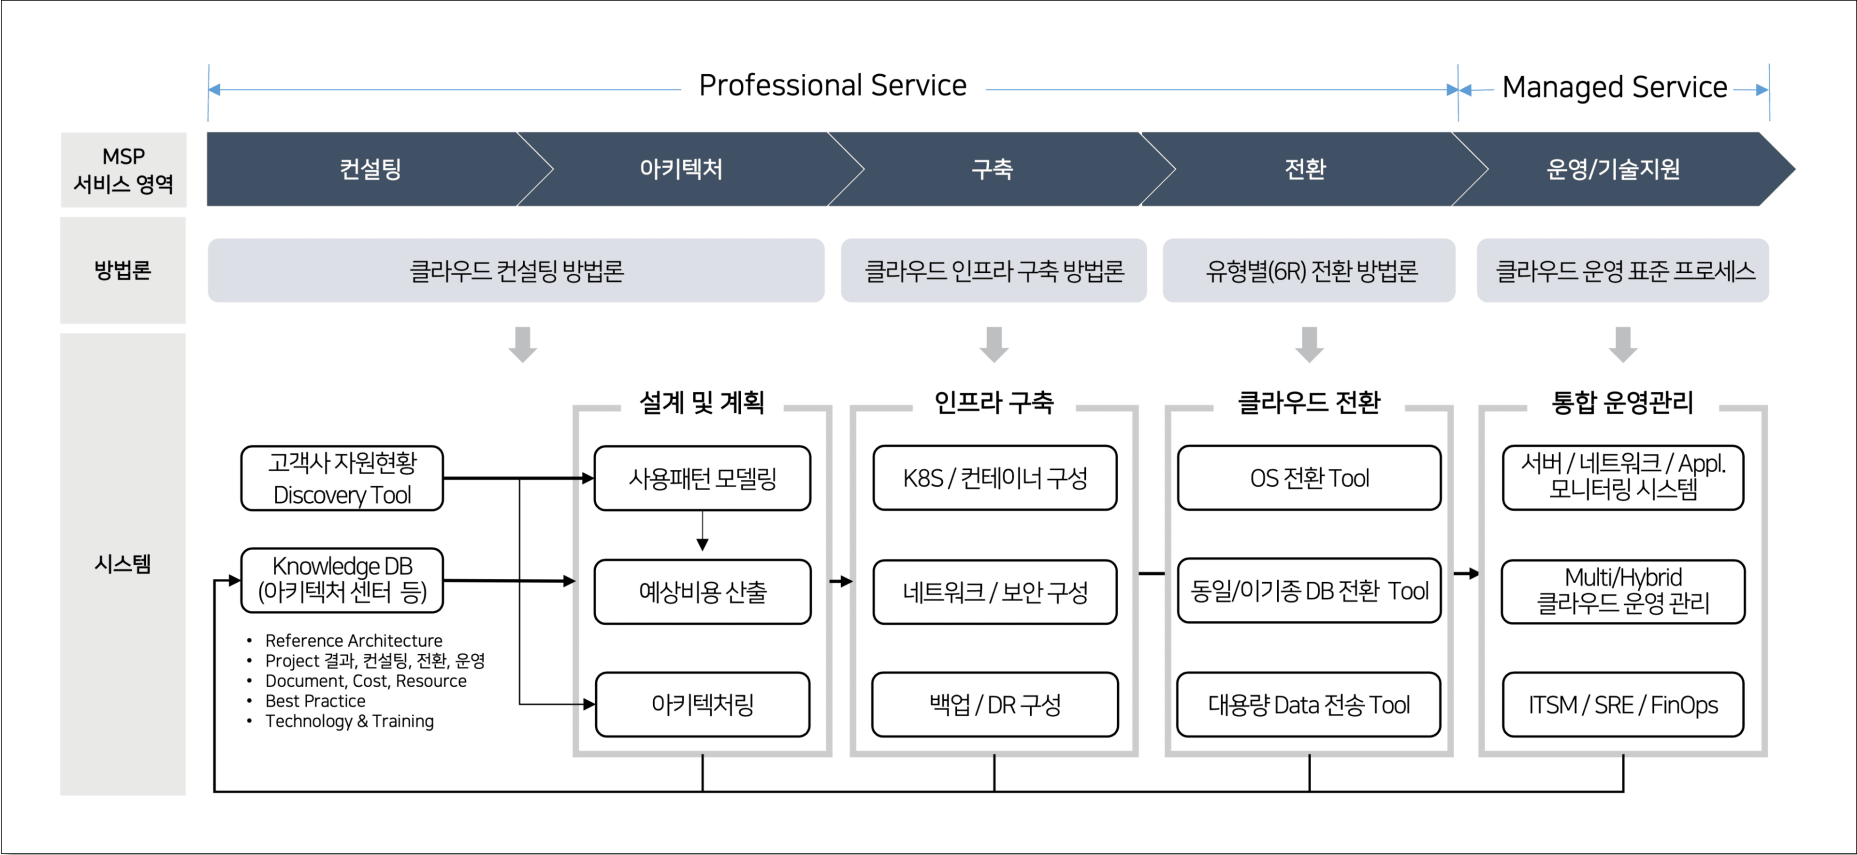 Professional Service
Managed Service
MSP
서비스 영역
컨설팅
아키텍처
구축
전환
운영/기술지원
방법론
클라우드 컨설팅 방법론
클라우드 인프라 구축 방법론
유형별(6R) 전환 방법론
클라우드 운영 표준 프로세스
시스템
고객사 자원현황
Discovery Tool
Knowledge DB
(아키텍처 센터 등)
• Reference Architecture
• Project 결과, 컨설팅, 전환, 운영
• Document, Cost, Resource
• Best Practice
• Technology & Training
설계 및 계획
사용패턴 모델링
예상비용 산출
아키텍처링
인프라 구축
K8S / 컨테이너 구성
네트워크 / 보안 구성
백업 / DR 구성
클라우드 전환
OS 전환 Tool
동일/이기종 DB 전환 Tool
대용량 Data 전송 Tool
통합 운영관리
서버 / 네트워크 / Appl.
모니터링 시스템
Multi/Hybrid
클라우드 운영 관리
ITSM / SRE / FinOps